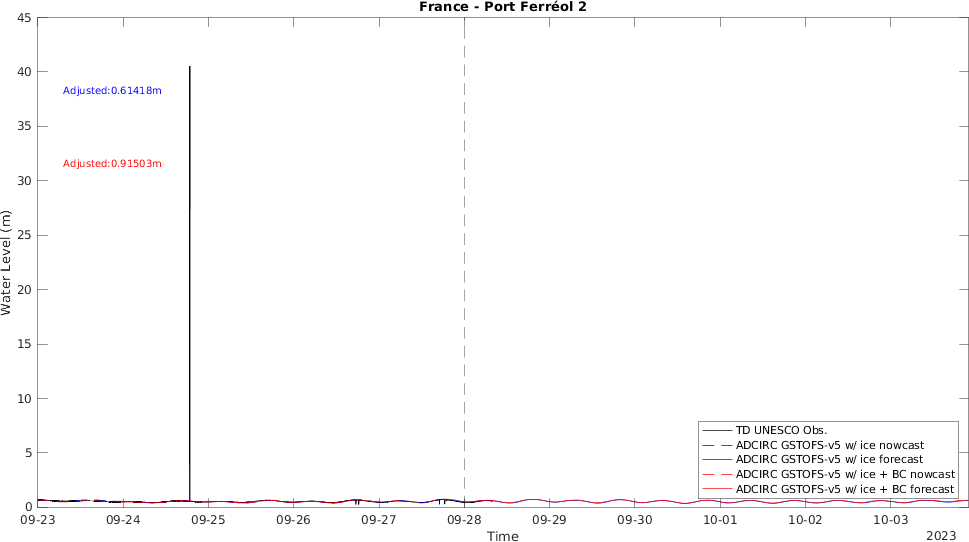 France - Port Ferréol 2
45
40
35
30
25
20
15
10
5
0
Water Level (m)
Adjusted:0.61418m
Adjusted:0.91503m
TD UNESCO Obs.
ADCIRC GSTOFS-v5 w/ ice nowcast
ADCIRC GSTOFS-v5 w/ ice forecast
ADCIRC GSTOFS-v5 w/ ice + BC nowcast
ADCIRC GSTOFS-v5 w/ ice + BC forecast
09-23 09-24 09-25 09-26 09-27 09-28 09-29 09-30 10-01 10-02 10-03
Time
2023